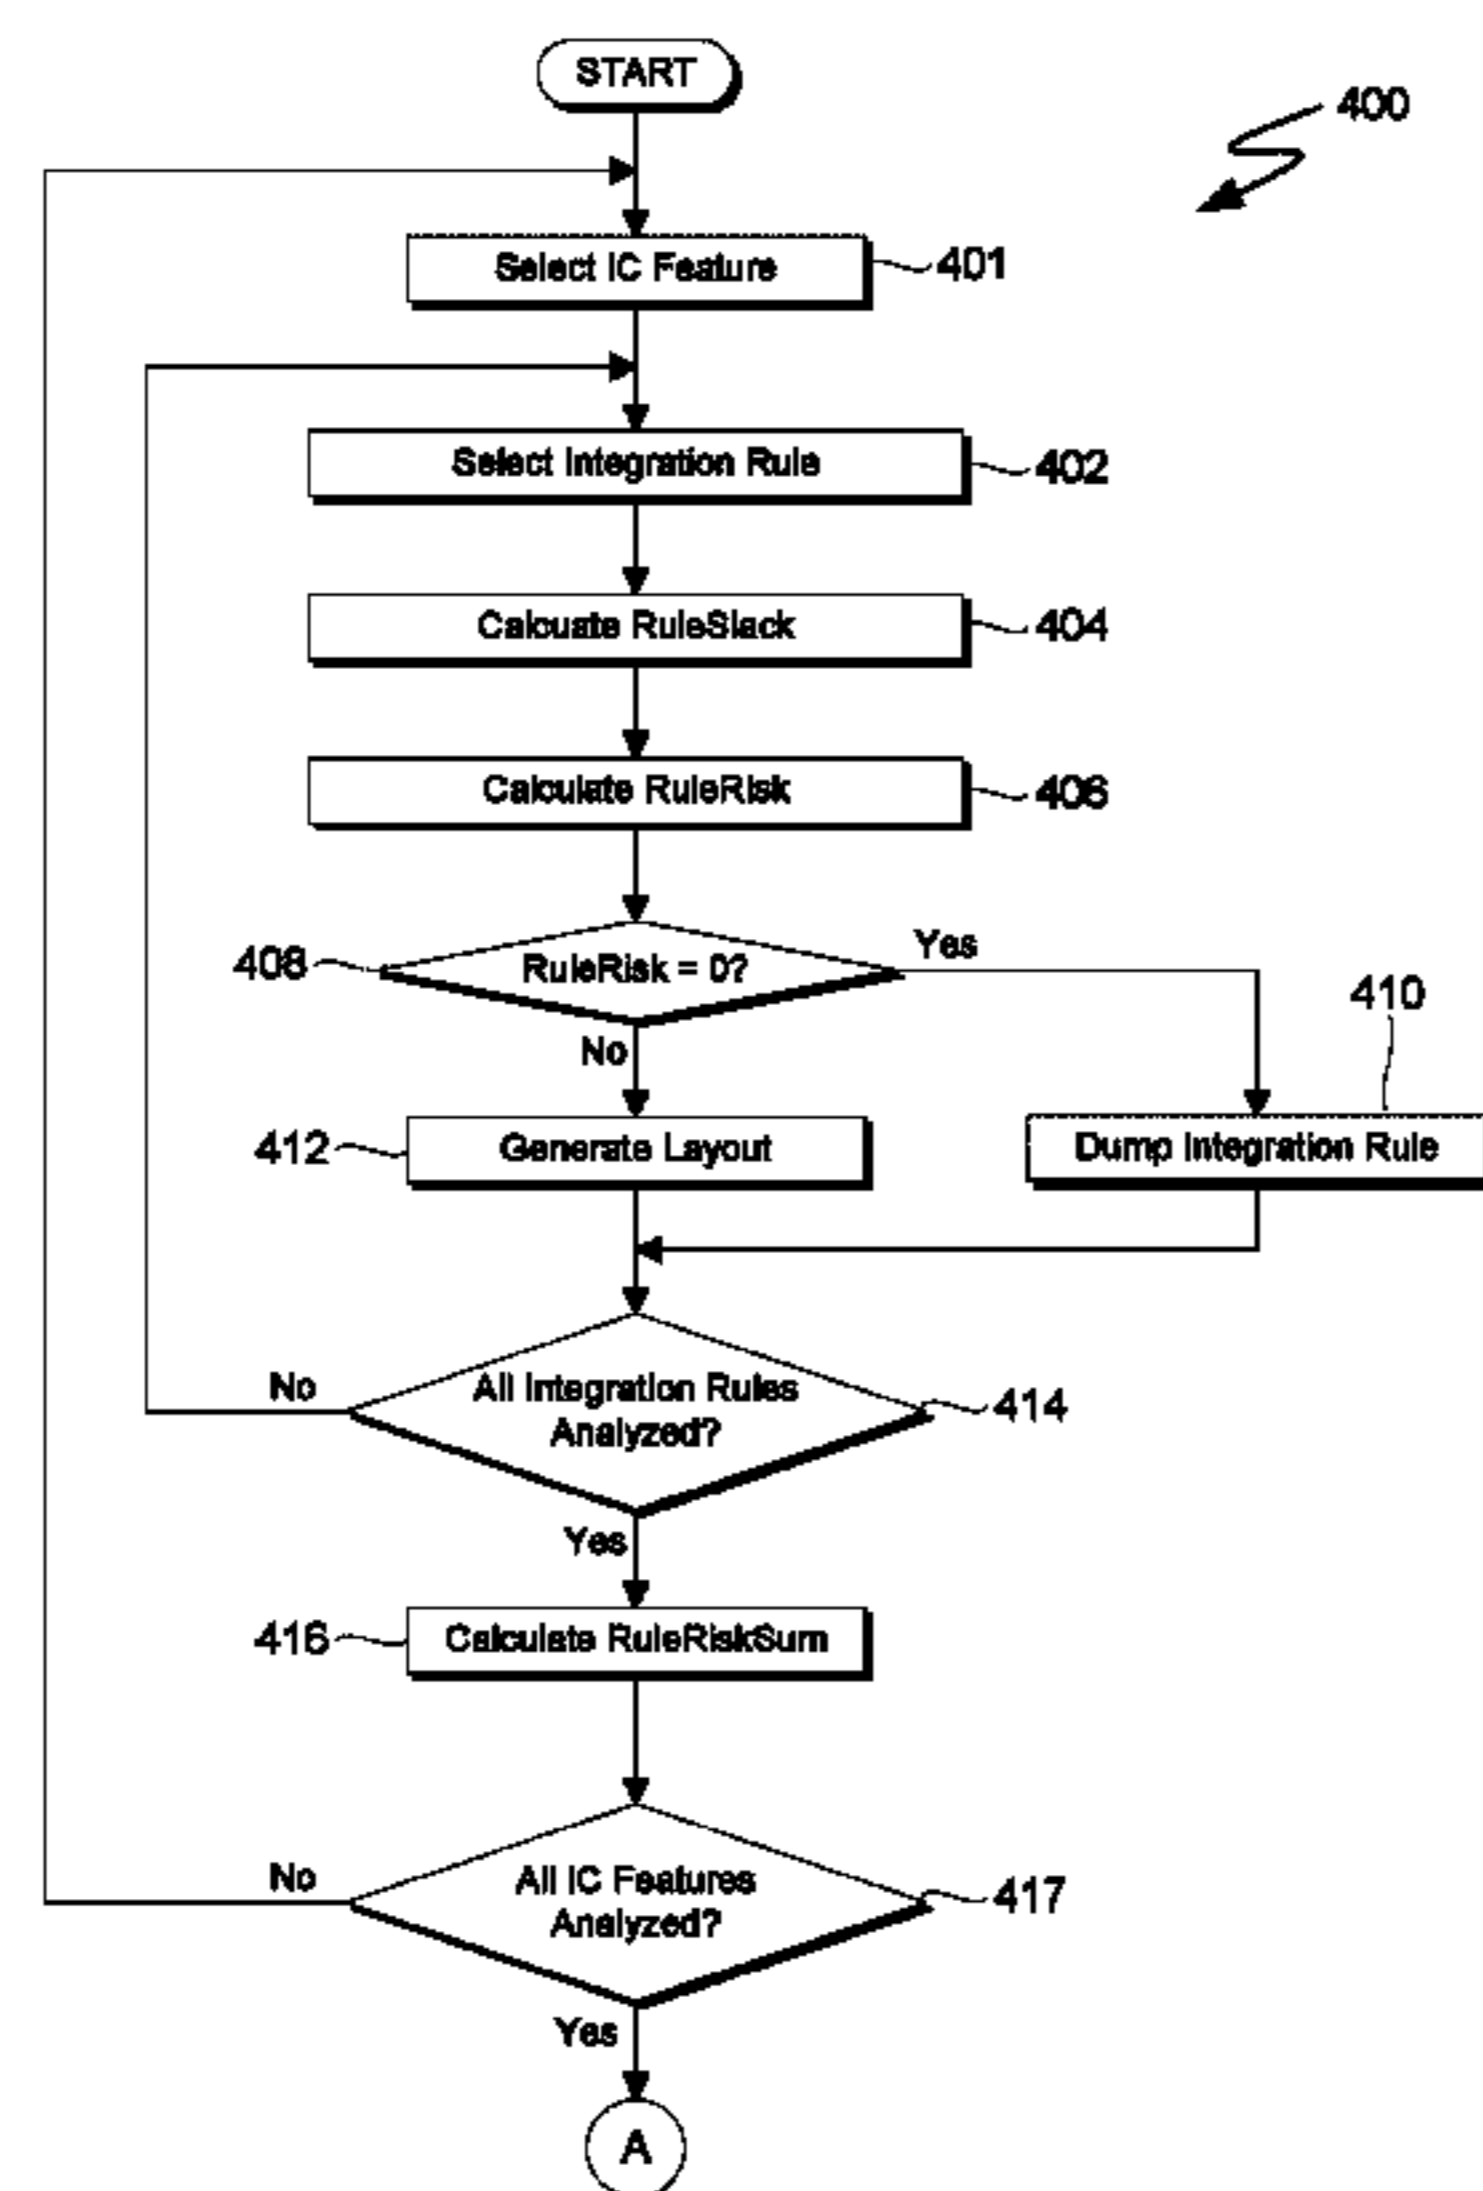 START
400
Select IC Feature
401
Select Integration Rule
402
Calcuate RuleSlack
404
Calculate RuleRisk
406
408
RuleRisk = 0?
Yes
No
410
412
Generate Layout
Dump Integration Rule
No
All Integration Rules
Analyzed?
414
Yes
416
Calculate RuleRiskSum
No
All IC Features
Analyzed?
417
Yes
A